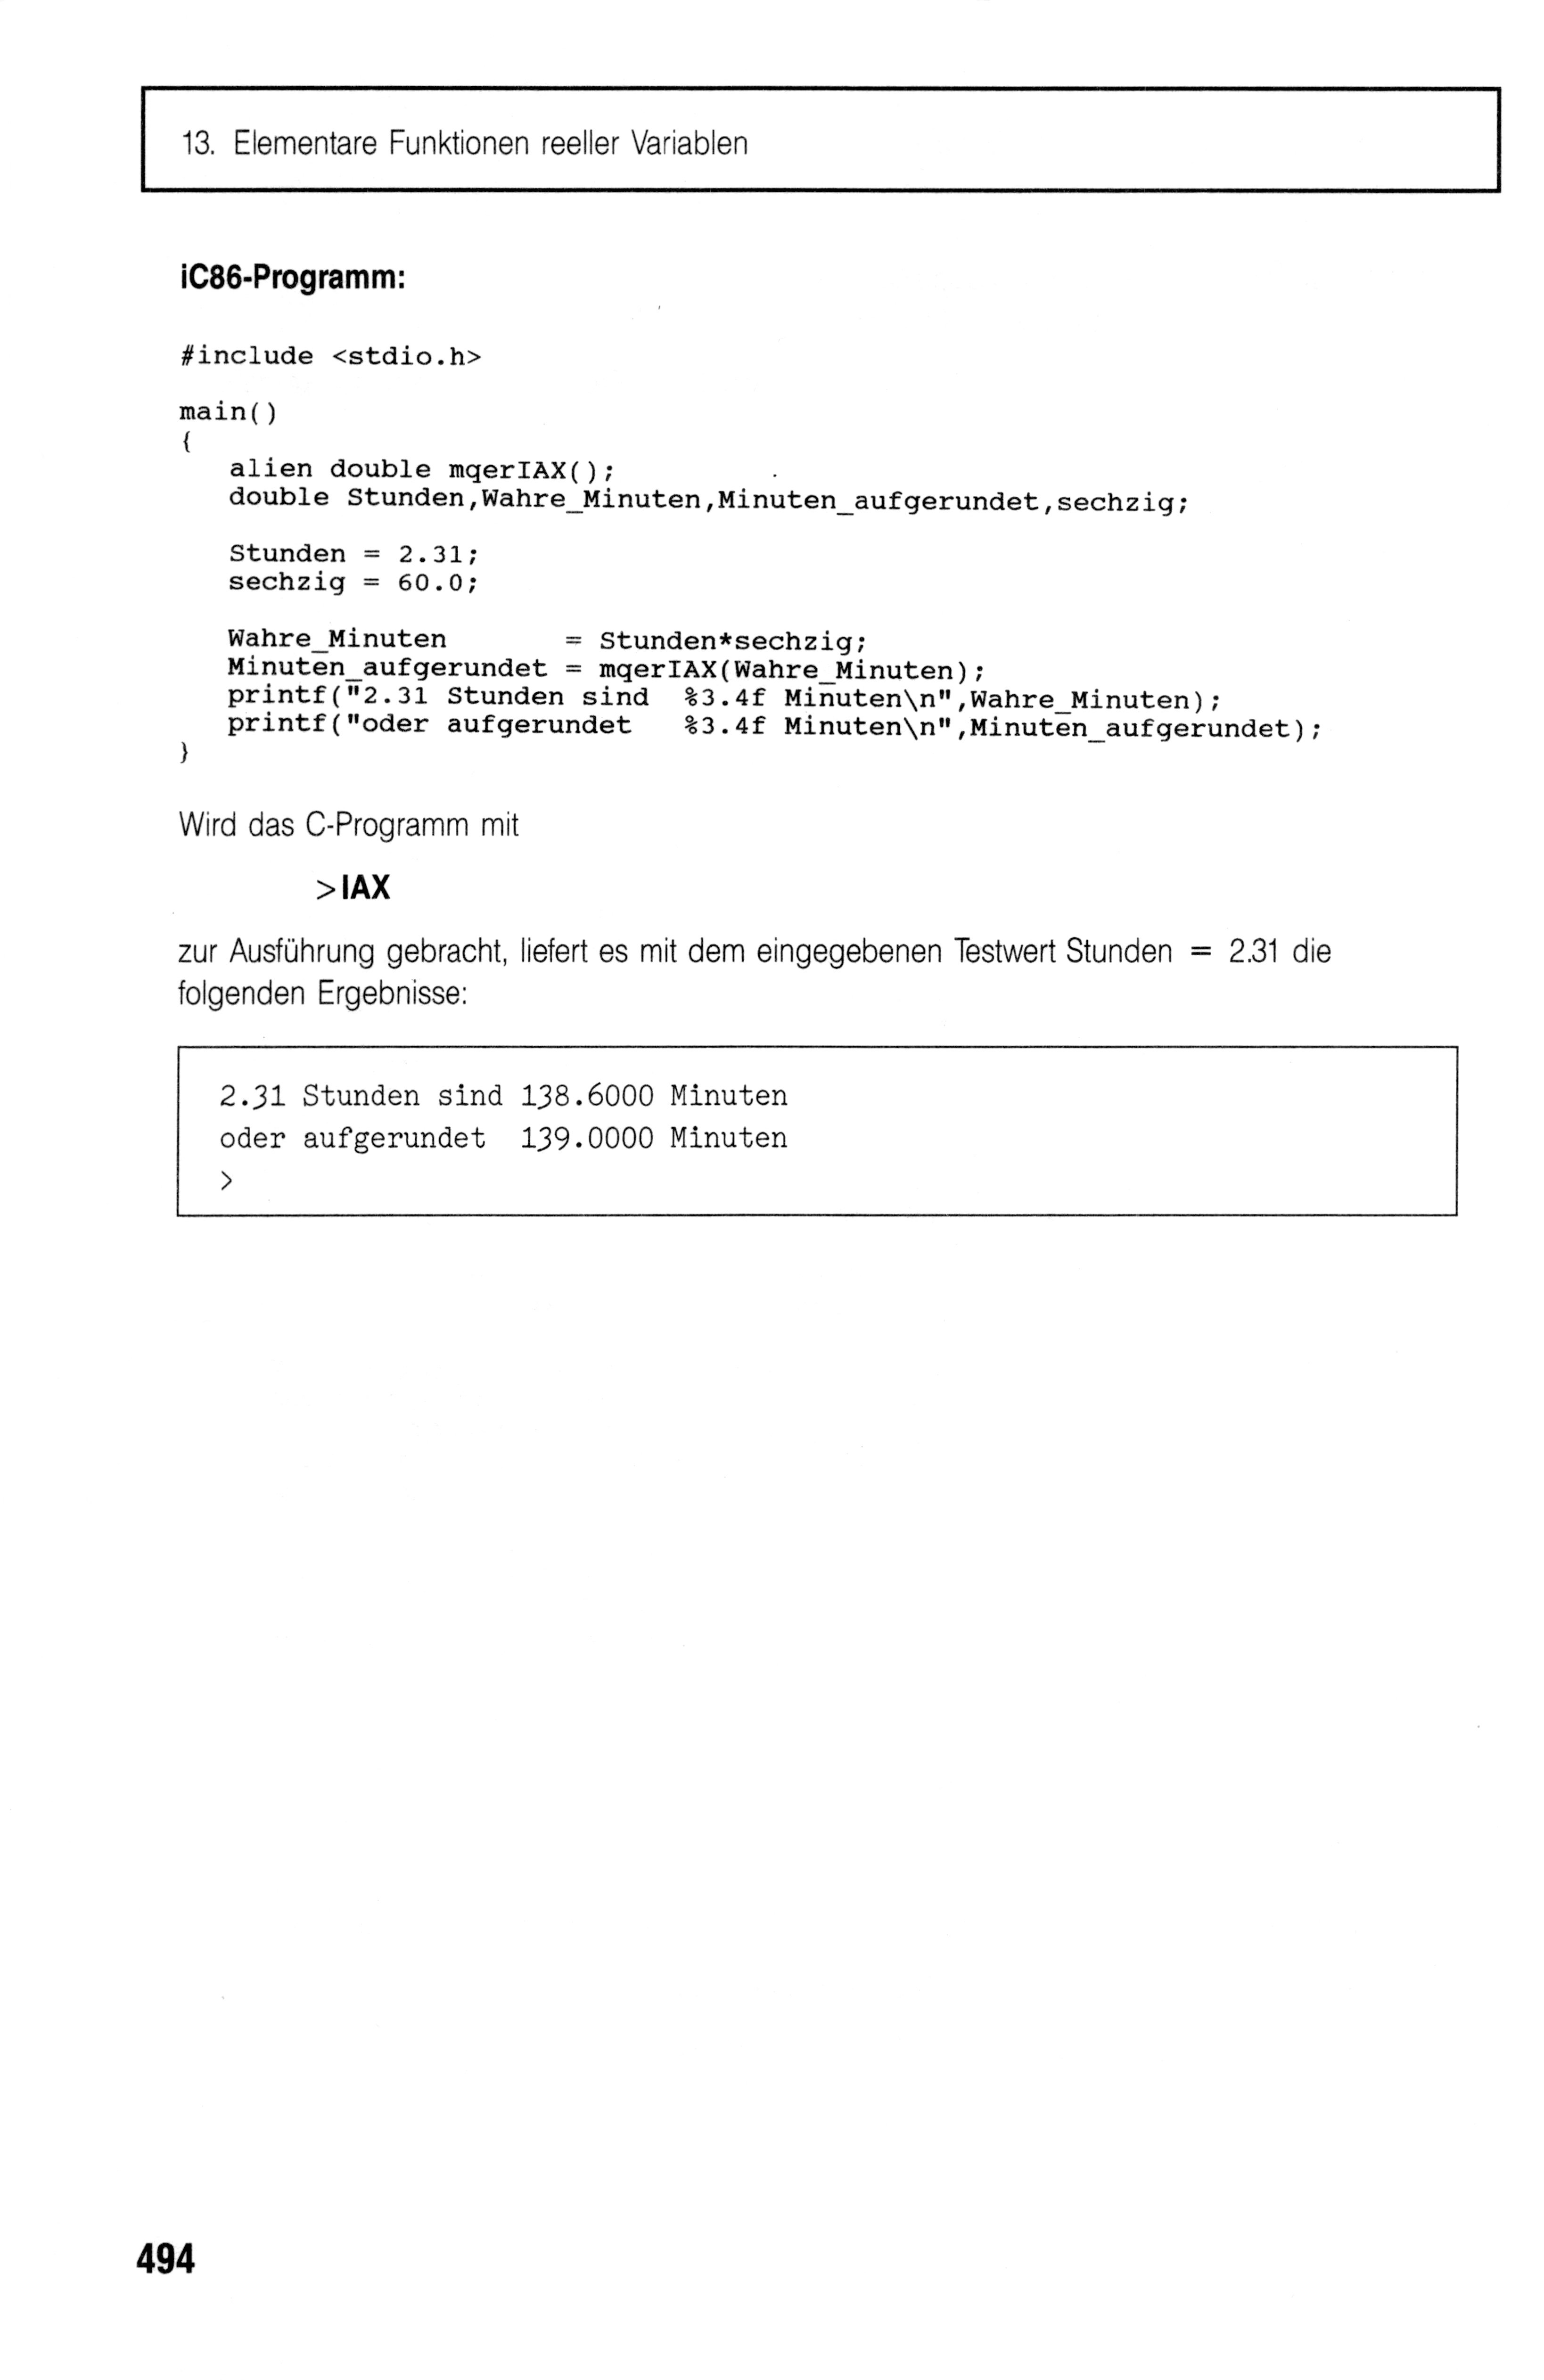 13. Elementare Funktionen reeller Variablen
iC86-Programm:
#include <stdio.h>
main()
{
   alien double mqerIAX();
   double Stunden,Wahre_Minuten,Minuten_aufgerundet,sechzig;
   Stunden = 2.31;
   sechzig = 60.0;
   Wahre_Minuten       = Stunden*sechzig;
   Minuten_aufgerundet = mqerIAX(Wahre_Minuten);
   printf("2.31 Stunden sind  %3.4f Minuten\n",Wahre_Minuten);
   printf("oder aufgerundet   %3.4f Minuten\n",Minuten_aufgerundet);
}
Wird das C-Programm mit
>IAX
zur Ausführung gebracht, liefert es mit dem eingegebenen Testwert Stunden = 2.31 die
folgenden Ergebnisse:
2.31 Stunden sind 138.6000 Minuten
oder aufgerundet  139.0000 Minuten
>
494